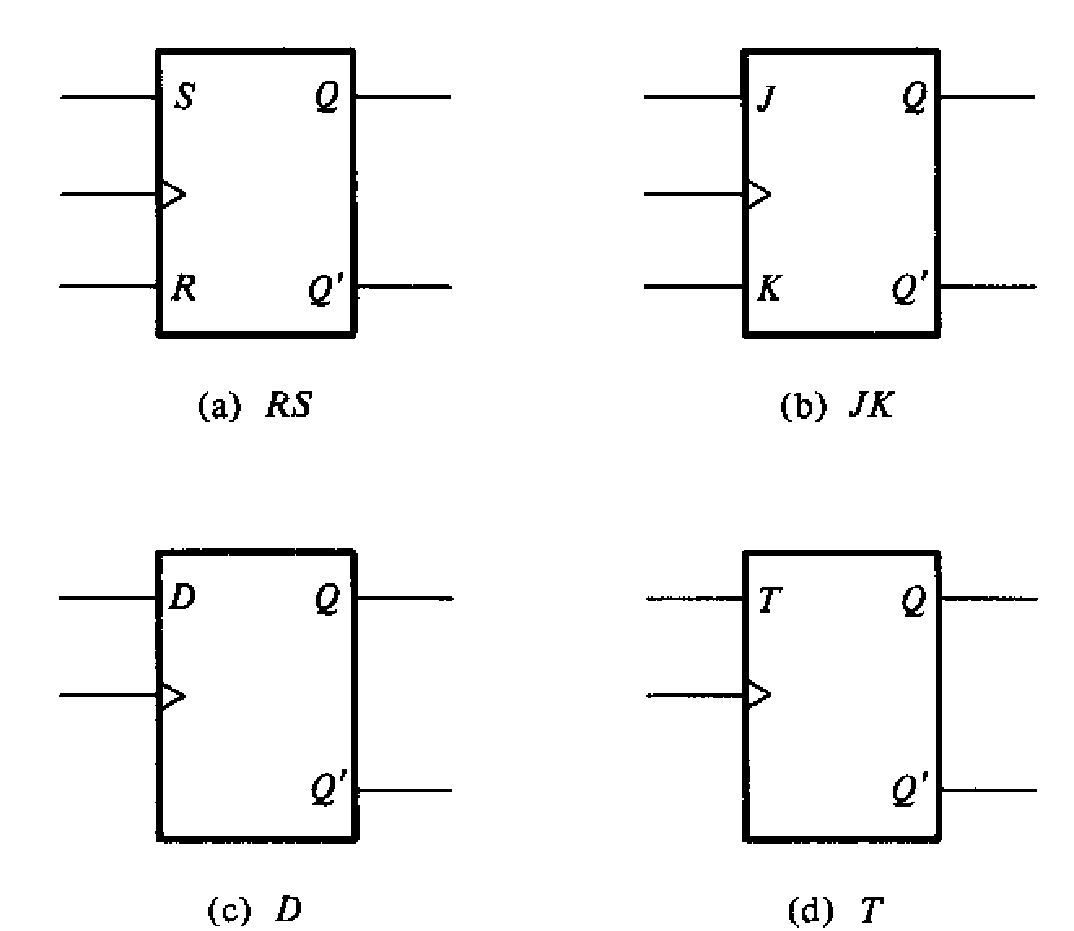 S Q
R Q'
(a) RS
J Q
K Q'
(b) JK
D Q
Q'
(c) D
T Q
Q'
(d) T